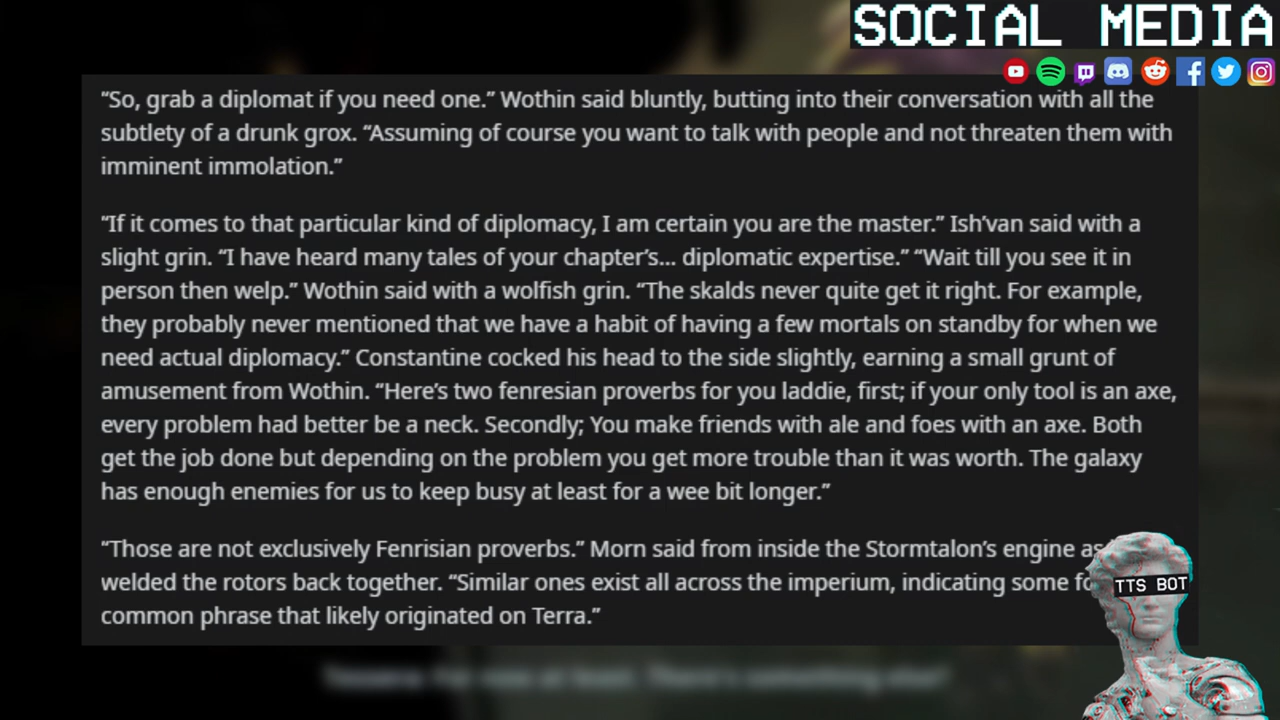 SOCIAL MEDIA
“So, grab a diplomat if you need one.” Wothin said bluntly, butting into their conversation with all the
subtlety of a drunk grox. “Assuming of course you want to talk with people and not threaten them with
imminent immolation.”
“If it comes to that particular kind of diplomacy, I am certain you are the master.” Ish’van said with a
slight grin. “I have heard many tales of your chapter’s... diplomatic expertise.” “Wait till you see it in
person then welp.” Wothin said with a wolfish grin. “The skalds never quite get it right. For example,
they probably never mentioned that we have a habit of having a few mortals on standby for when we
need actual diplomacy.” Constantine cocked his head to the side slightly, earning a small grunt of
amusement from Wothin. “Here’s two fenresian proverbs for you laddie, first; if your only tool is an axe,
every problem had better be a neck. Secondly; You make friends with ale and foes with an axe. Both
get the job done but depending on the problem you get more trouble than it was worth. The galaxy
has enough enemies for us to keep busy at least for a wee bit longer.”
“Those are not exclusively Fenrisian proverbs.” Morn said from inside the Stormtalon’s engine
welded the rotors back together. “Similar ones exist all across the imperium, indicating some
common phrase that likely originated on Terra.”
TTS BOT